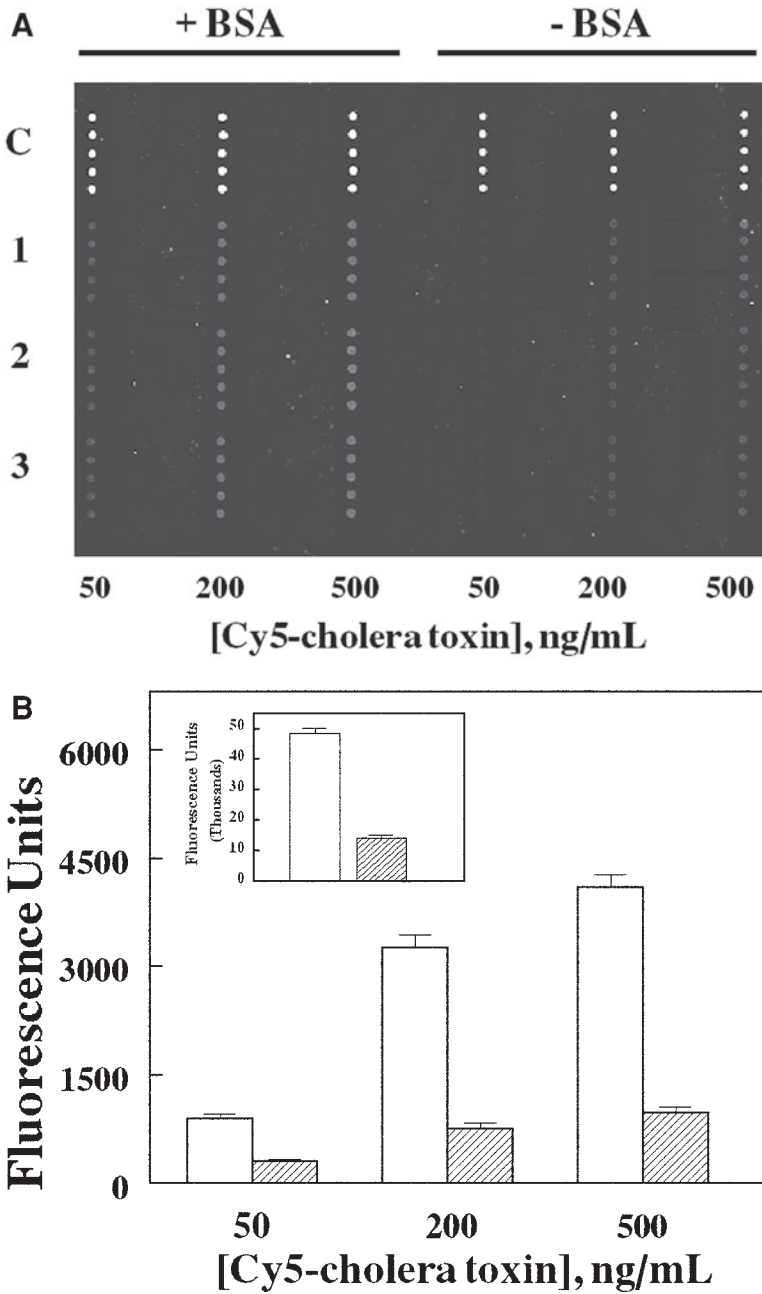 A + BSA - BSA
C
1
2
3
50 200 500 50 200 500
[Cy5-cholera toxin], ng/mL
B
Fluorescence Units
6000
4500
3000
1500
0
Fluorescence Units
(Thousands)
50
40
30
20
10
0
50 200 500
[Cy5-cholera toxin], ng/mL